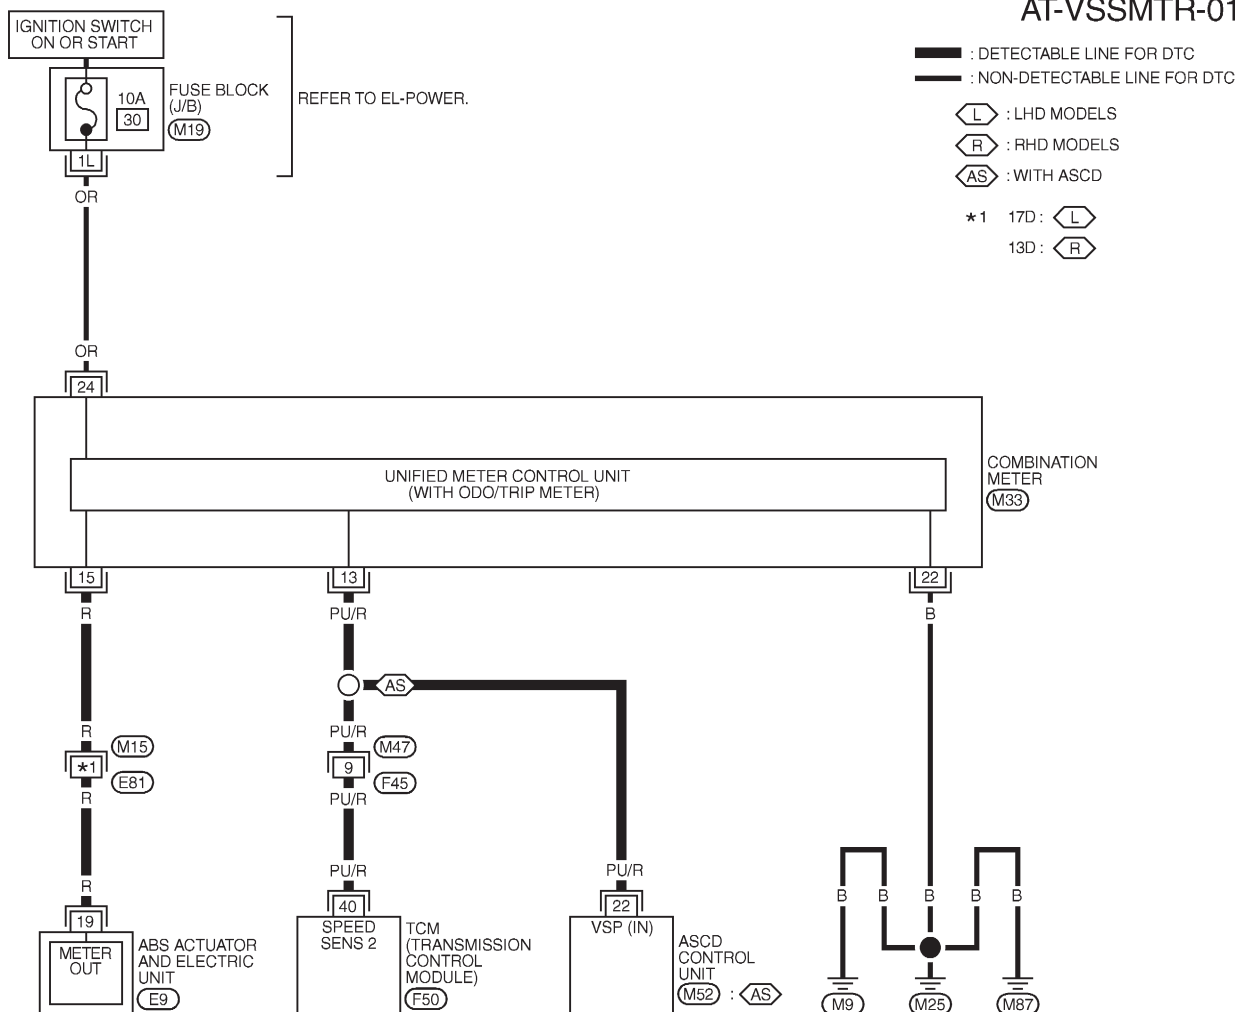 AT-VSSMTR-01
IGNITION SWITCH
ON OR START
FUSE BLOCK
(J/B)
M19
10A
30
1L
REFER TO EL-POWER.
: DETECTABLE LINE FOR DTC
: NON-DETECTABLE LINE FOR DTC
L : LHD MODELS
R : RHD MODELS
AS : WITH ASCD
*1 17D : L
13D : R
OR
OR
24
UNIFIED METER CONTROL UNIT
(WITH ODO/TRIP METER)
COMBINATION
METER
M33
15 13 22
R PU/R B
AS
R PU/R
M15 M47
*1 9
E81 F45
R PU/R
R PU/R PU/R
B B B B B
19 40 22
METER
OUT
ABS ACTUATOR
AND ELECTRIC
UNIT
E9
SPEED
SENS 2
TCM
(TRANSMISSION
CONTROL
MODULE)
F50
VSP (IN)
ASCD
CONTROL
UNIT
M52 : AS
M9 M25 M87